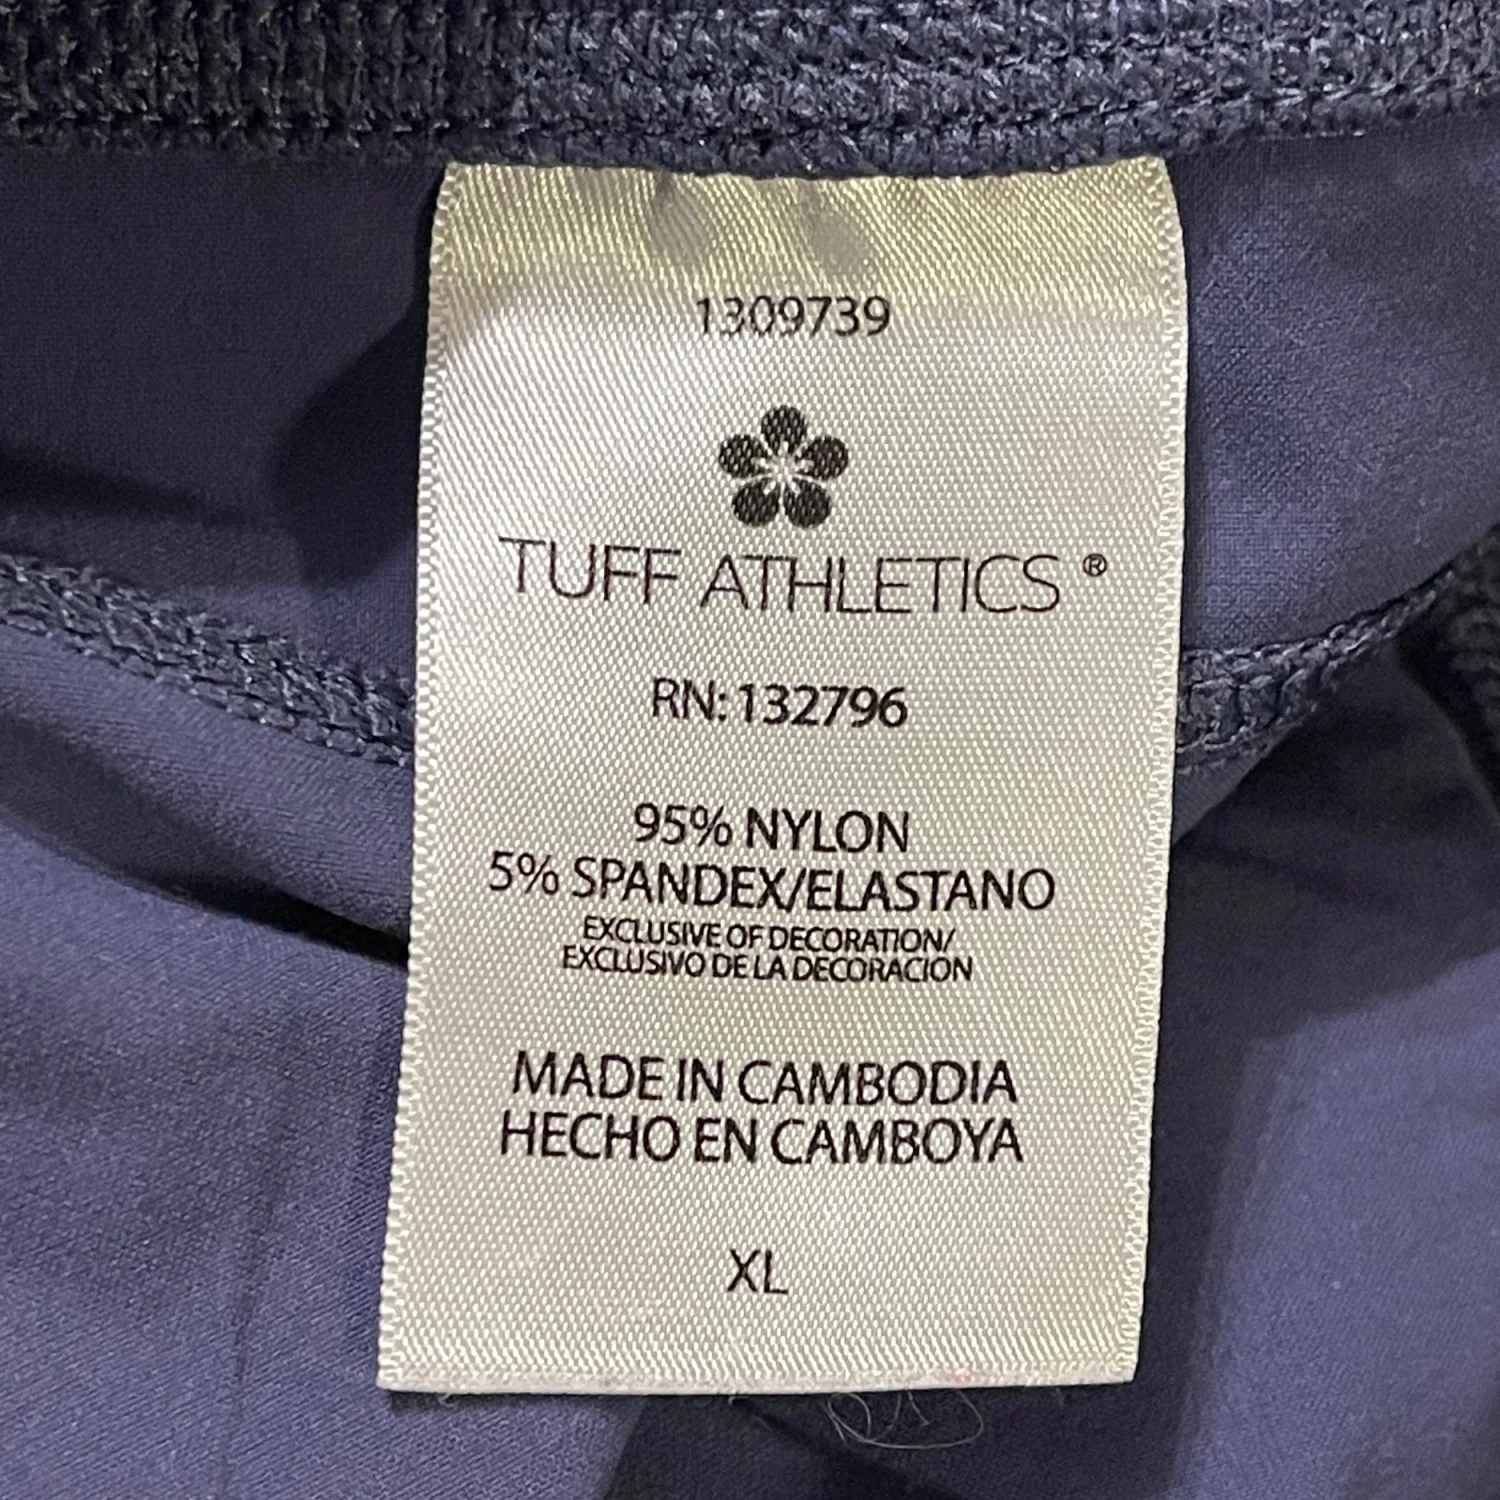 1309739
TUFF ATHLETICS ®
RN: 132796
95% NYLON
5% SPANDEX/ELASTANO
EXCLUSIVE OF DECORATION/
EXCLUSIVO DE LA DECORACION
MADE IN CAMBODIA
HECHO EN CAMBOYA
XL